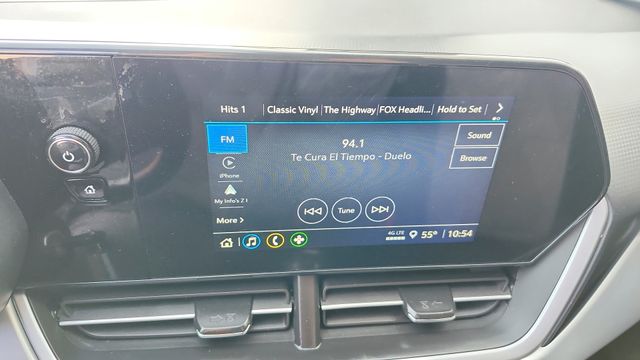 Hits 1 Classic Vinyl The Highway FOX Headli... Hold to Set
FM
94.1
Te Cura El Tiempo - Duelo
Sound
Browse
iPhone
My Info's Z I
More >
Tune
4G LTE
55° 10:54